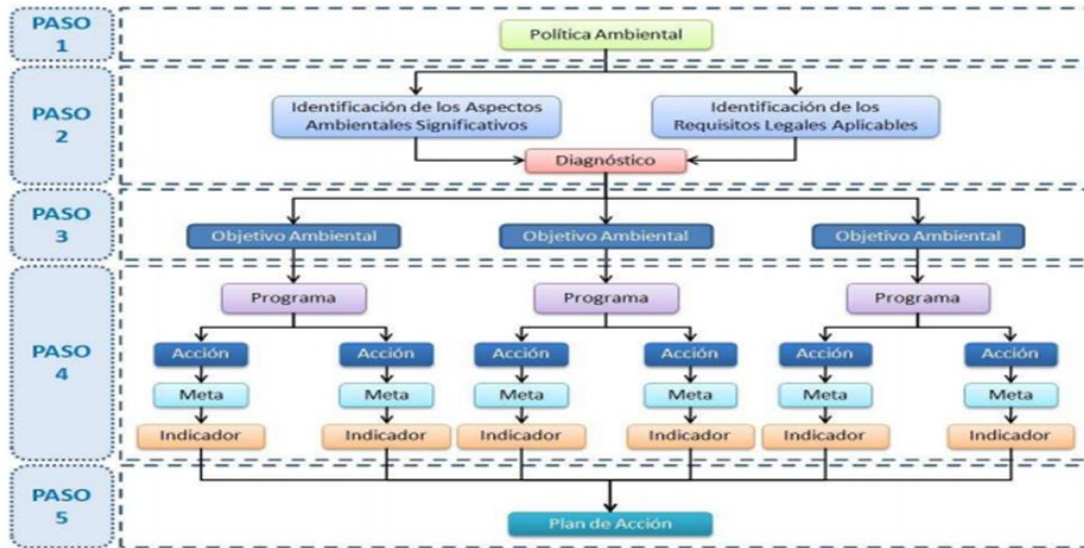 PASO
1
Política Ambiental
PASO
2
Identificación de los Aspectos
Ambientales Significativos
Identificación de los
Requisitos Legales Aplicables
Diagnóstico
PASO
3
Objetivo Ambiental
Objetivo Ambiental
Objetivo Ambiental
PASO
4
Programa
Programa
Programa
Acción
Acción
Acción
Acción
Acción
Acción
Meta
Meta
Meta
Meta
Meta
Meta
Indicador
Indicador
Indicador
Indicador
Indicador
Indicador
PASO
5
Plan de Acción